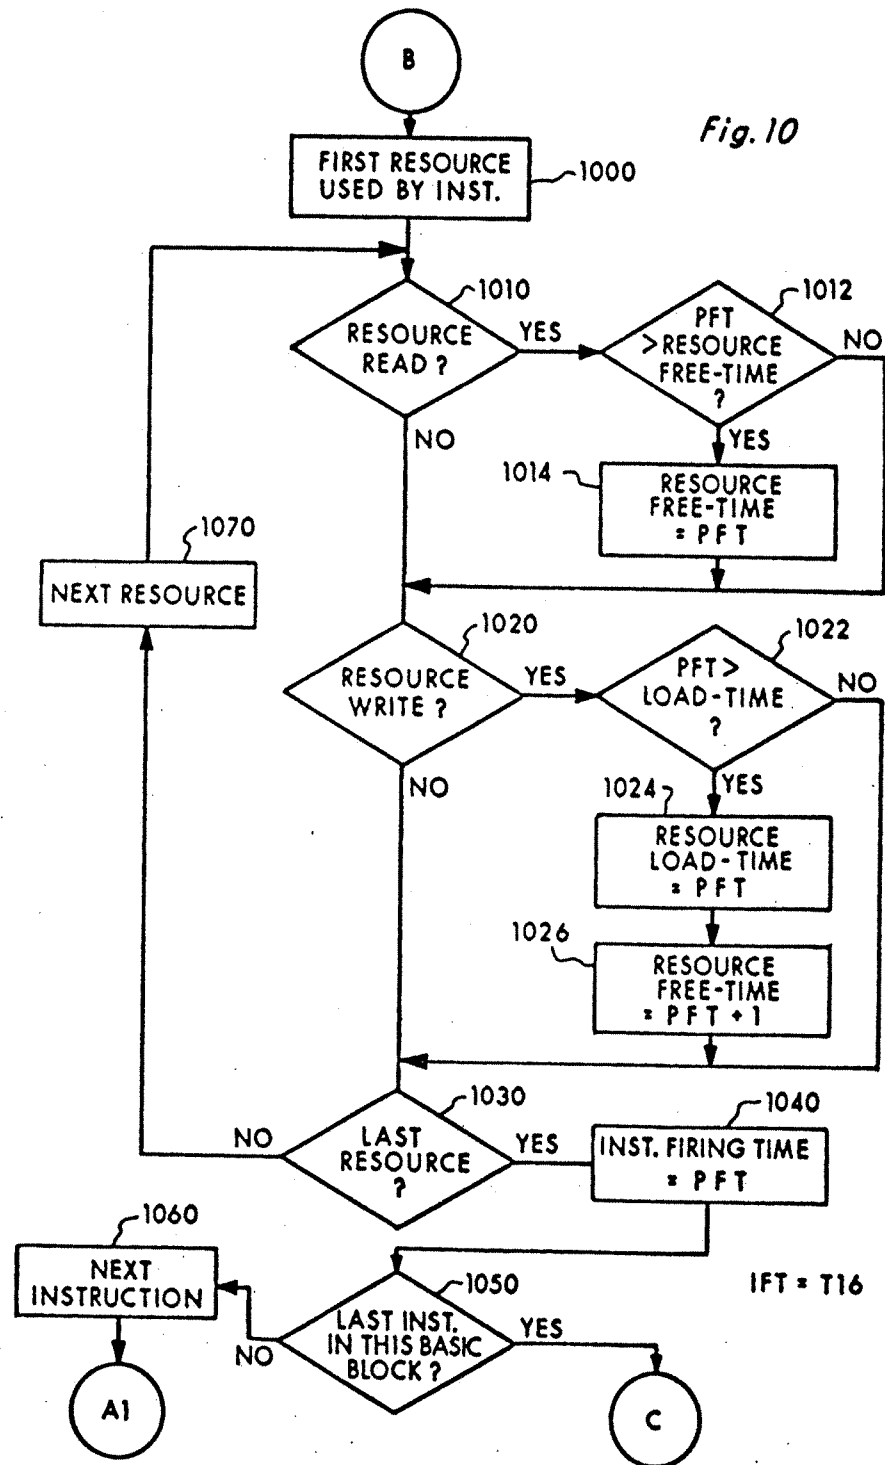 B
Fig. 10
FIRST RESOURCE
USED BY INST.
1000
1010
RESOURCE
READ ?
YES
NO
1012
PFT
>RESOURCE
FREE-TIME
?
NO
YES
1014
RESOURCE
FREE-TIME
= PFT
1070
NEXT RESOURCE
1020
RESOURCE
WRITE ?
YES
NO
1022
PFT >
LOAD-TIME
?
NO
YES
1024
RESOURCE
LOAD-TIME
= PFT
1026
RESOURCE
FREE-TIME
= PFT + 1
1030
LAST
RESOURCE
?
NO
YES
1040
INST. FIRING TIME
= PFT
1060
NEXT
INSTRUCTION
1050
LAST INST.
IN THIS BASIC
BLOCK ?
NO
YES
IFT = T16
A1
C